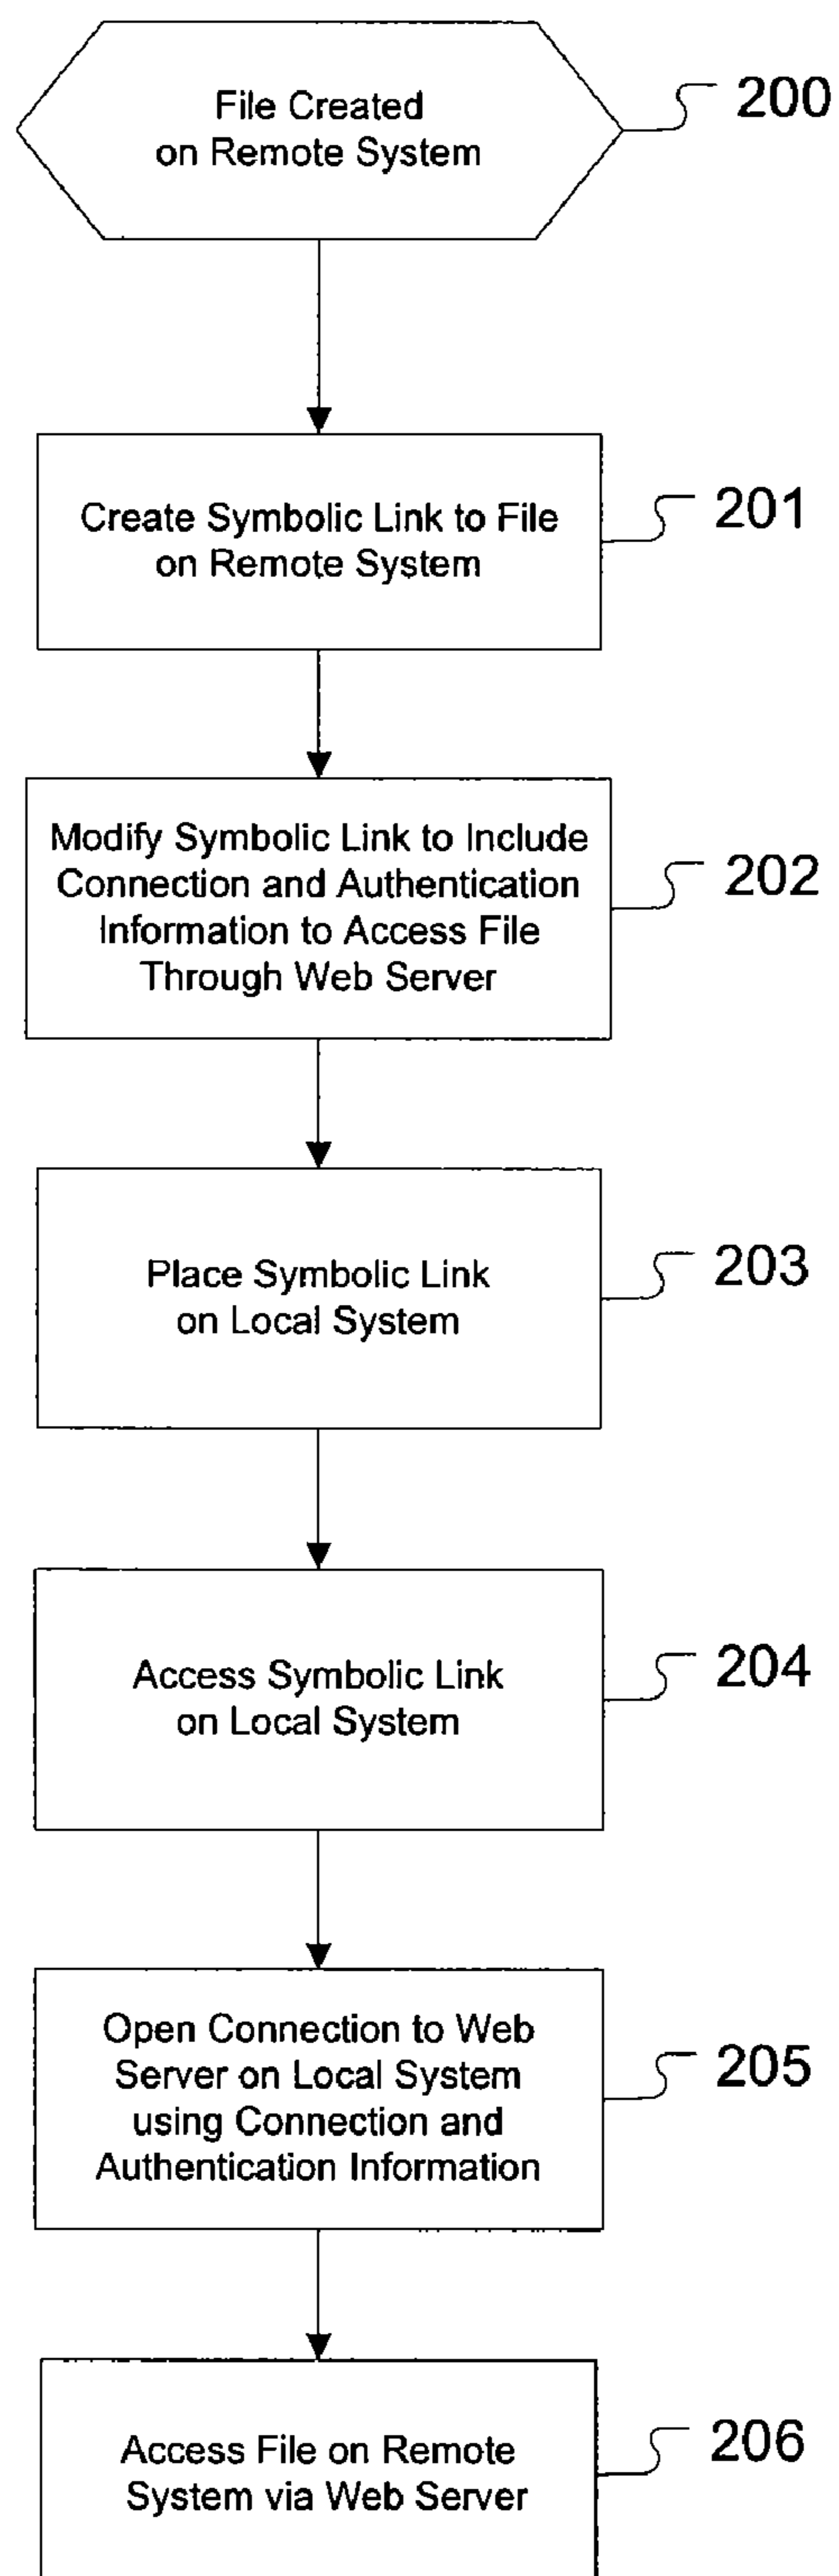 File Created
on Remote System
200
Create Symbolic Link to File
on Remote System
201
Modify Symbolic Link to Include
Connection and Authentication
Information to Access File
Through Web Server
202
Place Symbolic Link
on Local System
203
Access Symbolic Link
on Local System
204
Open Connection to Web
Server on Local System
using Connection and
Authentication Information
205
Access File on Remote
System via Web Server
206